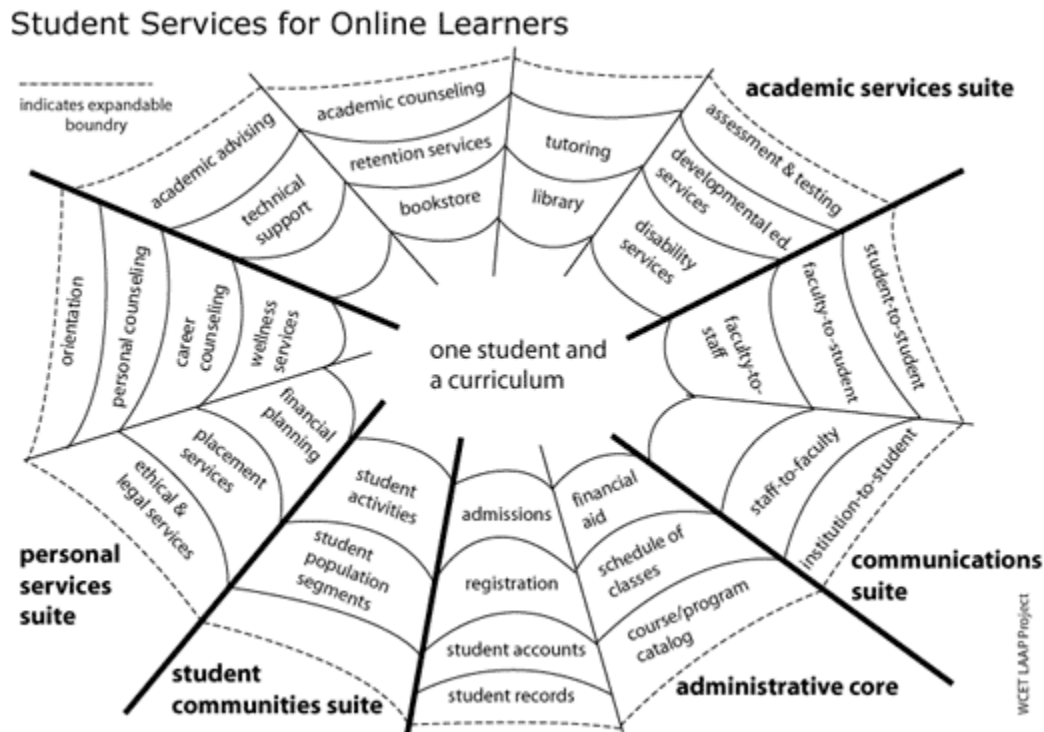 Student Services for Online Learners
indicates expandable
boundry
academic services suite
academic advising
technical
support
academic counseling
retention services
bookstore
tutoring
library
assessment & testing
developmental ed.
services
disability
services
orientation
personal counseling
career
counseling
wellness
services
financial
planning
placement
services
ethical &
legal services
personal
services
suite
one student and
a curriculum
faculty-to-
staff
faculty-to-student
student-to-student
staff-to-faculty
institution-to-student
communications
suite
student
activities
student
population
segments
student
communities suite
admissions
registration
student accounts
student records
financial
aid
schedule of
classes
course/program
catalog
administrative core
WCET LAAP Project